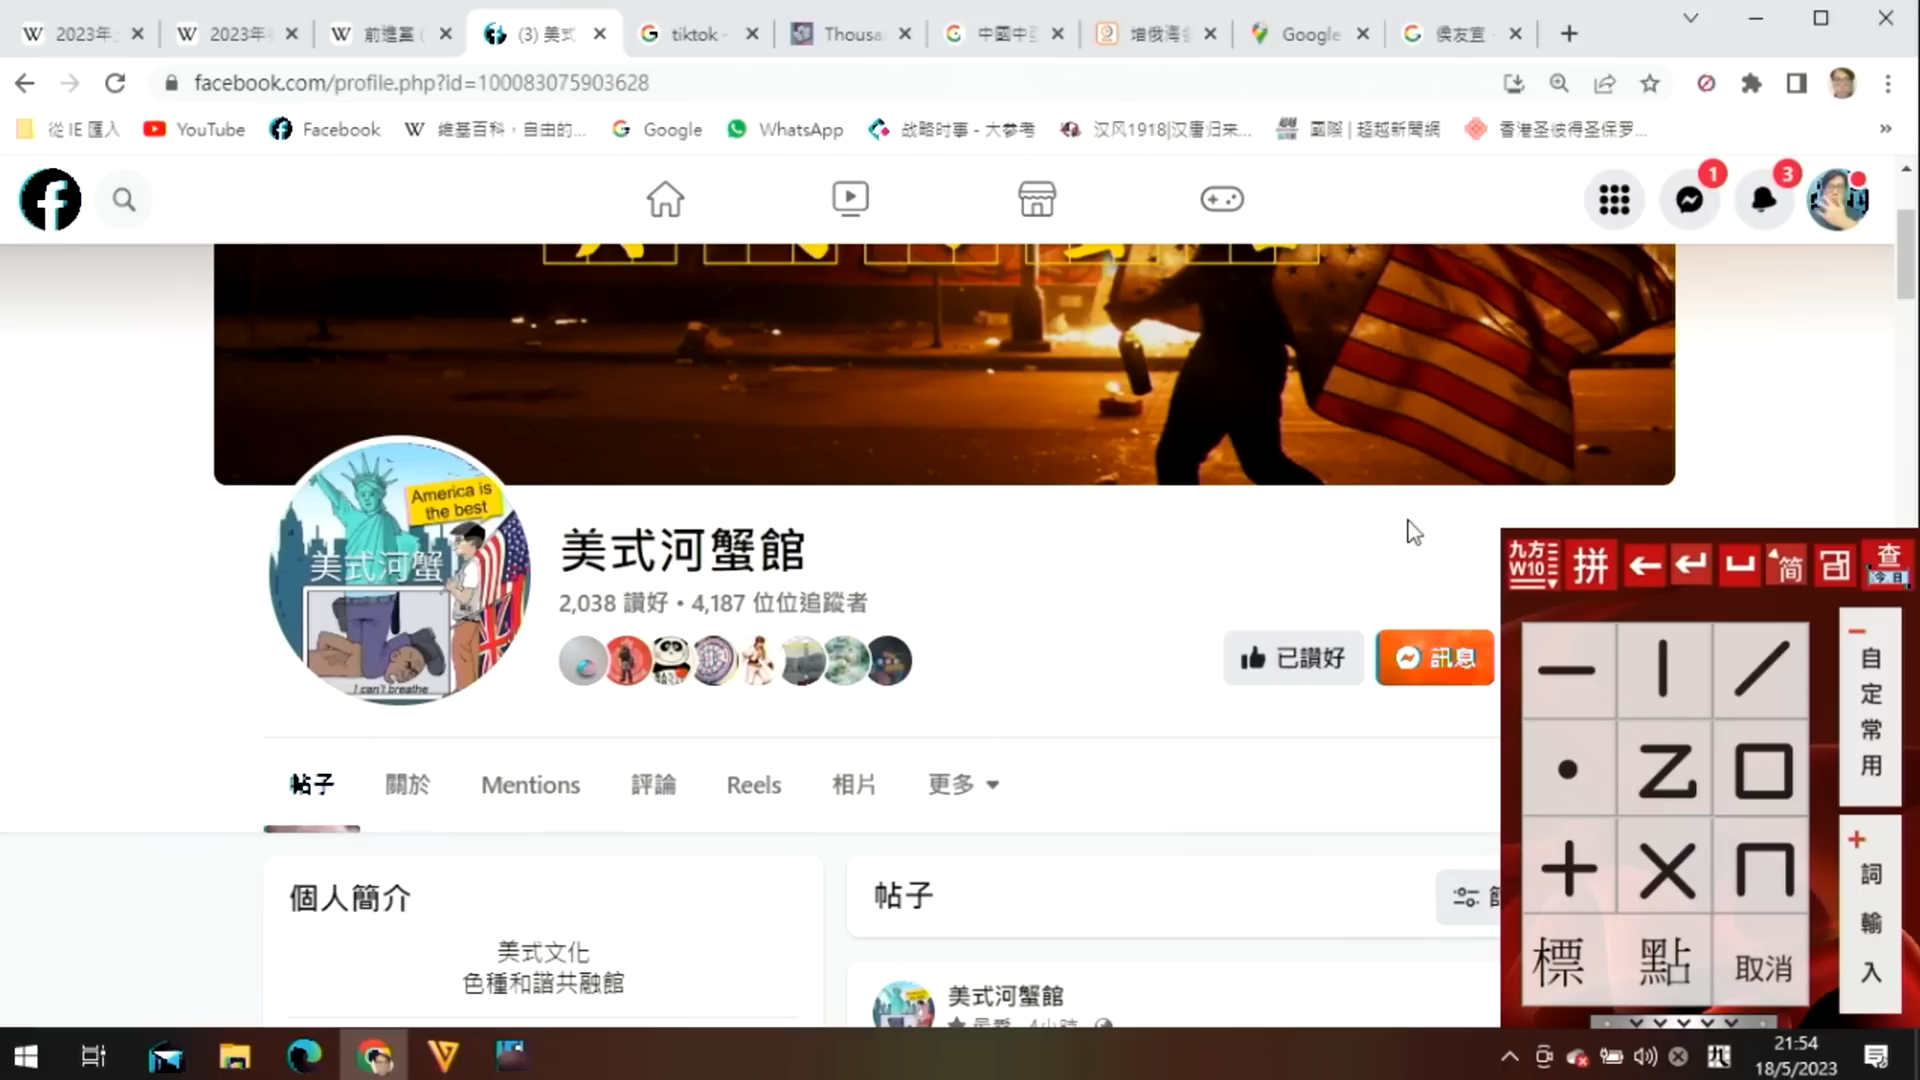 2023年
2023年
前進黨 (
(3) 美式
tiktok -
Thousa
中國中
Google
侯友宜 -
facebook.com/profile.php?id=100083075903628
從 IE 匯入
YouTube
Facebook
維基百科，自由的...
Google
WhatsApp
战略时事 - 大参考
汉风1918|汉唐归来...
國際 | 超越新聞網
香港圣彼得圣保罗...
»
1
3
America is
the best
美式河蟹
I can't breathe
美式河蟹館
2,038 讚好 • 4,187 位位追蹤者
已讚好
訊息
帖子
關於
Mentions
評論
Reels
相片
更多
個人簡介
美式文化
色種和諧共融館
帖子
美式河蟹館
九方
W10
拼
简
查
今日
自定常用
詞輸入
標
點
取消
21:54
18/5/2023